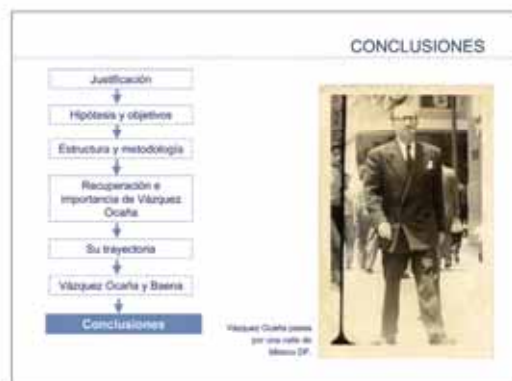 CONCLUSIONES
Justificación
Hipótesis y objetivos
Estructura y metodología
Recuperación e
importancia de Vázquez
Ocaña
Su trayectoria
Vázquez Ocaña y Baena
Conclusiones
Vázquez Ocaña pasea
por una calle de
México DF.